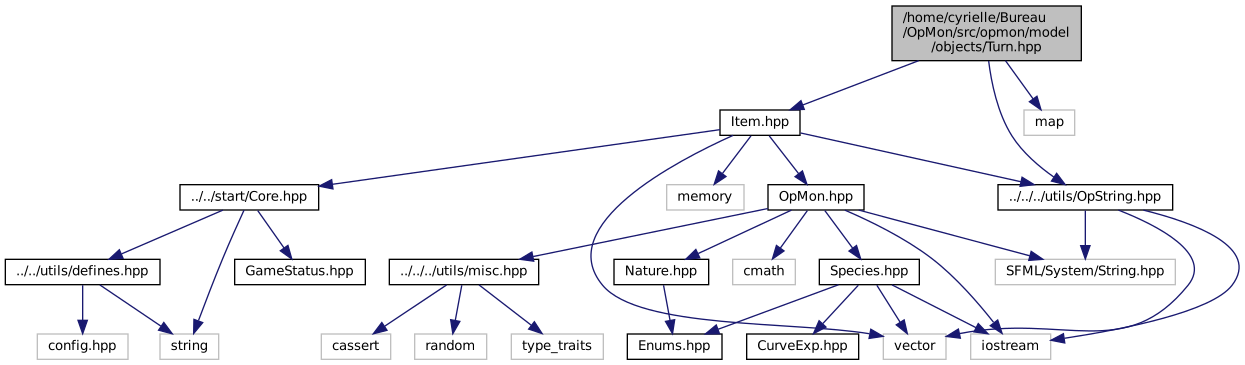 /home/cyrielle/Bureau
/OpMon/src/opmon/model
/objects/Turn.hpp
Item.hpp
map
../../start/Core.hpp
memory
OpMon.hpp
../../../utils/OpString.hpp
../../utils/defines.hpp
GameStatus.hpp
../../../utils/misc.hpp
Nature.hpp
cmath
Species.hpp
SFML/System/String.hpp
config.hpp
string
cassert
random
type_traits
Enums.hpp
CurveExp.hpp
vector
iostream